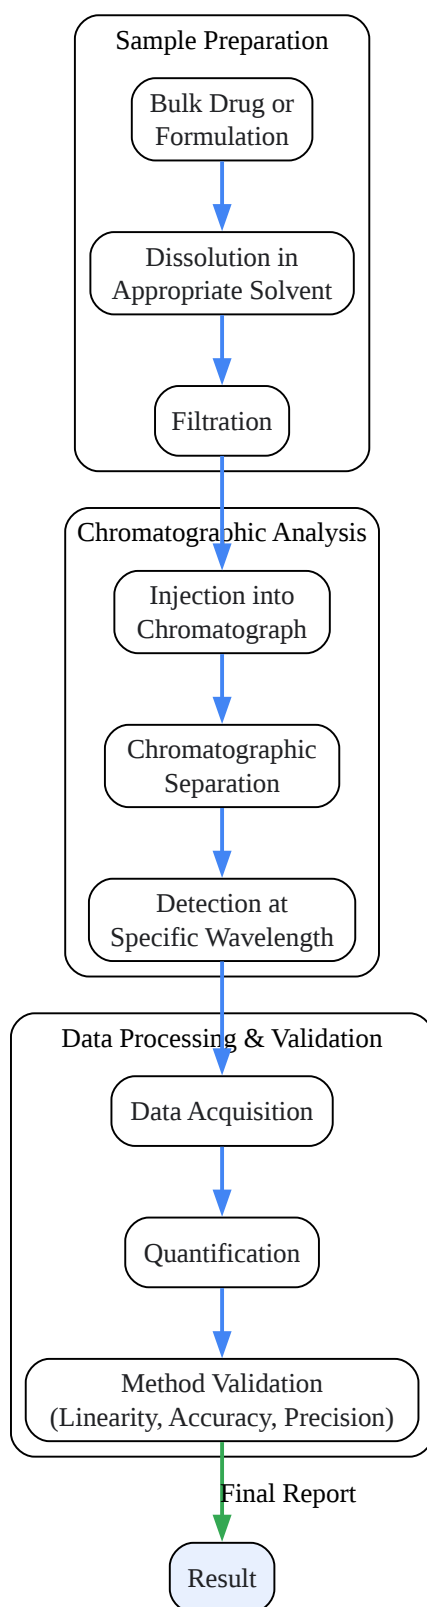 Sample Preparation
Bulk Drug or
Formulation
Dissolution in
Appropriate Solvent
Filtration
Chromatographic Analysis
Injection into
Chromatograph
Chromatographic
Separation
Detection at
Specific Wavelength
Data Processing & Validation
Data Acquisition
Quantification
Method Validation
(Linearity, Accuracy, Precision)
Final Report
Result